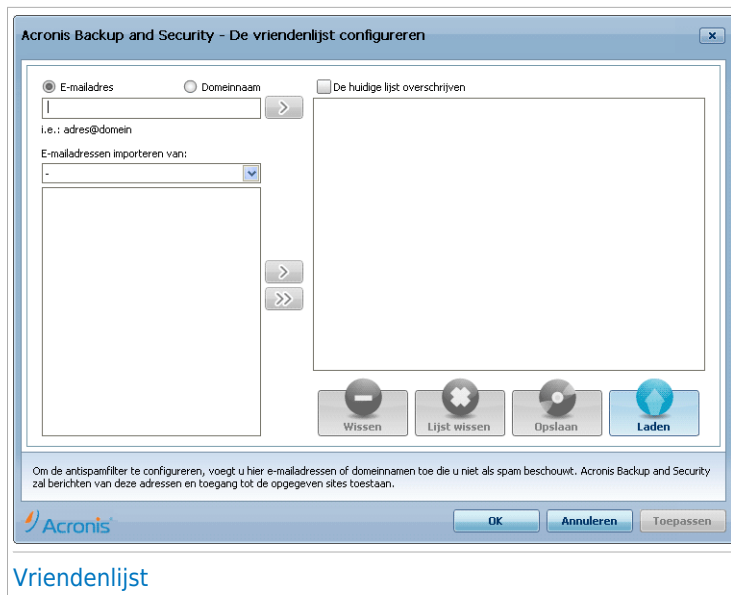 Acronis Backup and Security - De vriendenlijst configureren
E-mailadres
Domeinnaam
De huidige lijst overschrijven
i.e.: adres@domein
E-mailadressen importeren van:
-
Wissen
Lijst wissen
Opslaan
Laden
Om de antispamfilter te configureren, voegt u hier e-mailadressen of domeinnamen toe die u niet als spam beschouwt. Acronis Backup and Security
zal berichten van deze adressen en toegang tot de opgegeven sites toestaan.
Acronis
OK
Annuleren
Toepassen
Vriendenlijst